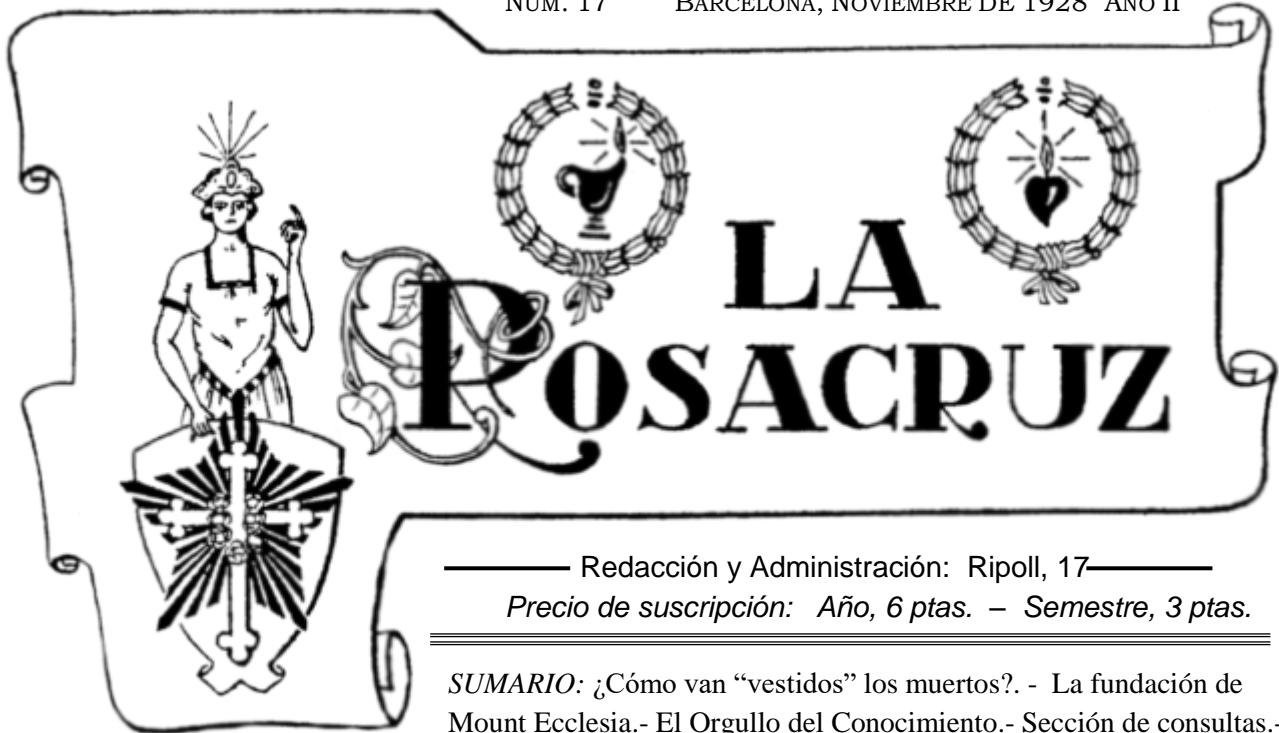 NÚM. 17 BARCELONA, NOVIEMBRE DE 1928 AÑO II
LA
ROSACRUZ
Redacción y Administración: Ripoll, 17
Precio de suscripción: Año, 6 ptas. – Semestre, 3 ptas.
SUMARIO: ¿Cómo van “vestidos” los muertos?. - La fundación de
Mount Ecclesia.- El Orgullo del Conocimiento.- Sección de consultas.-